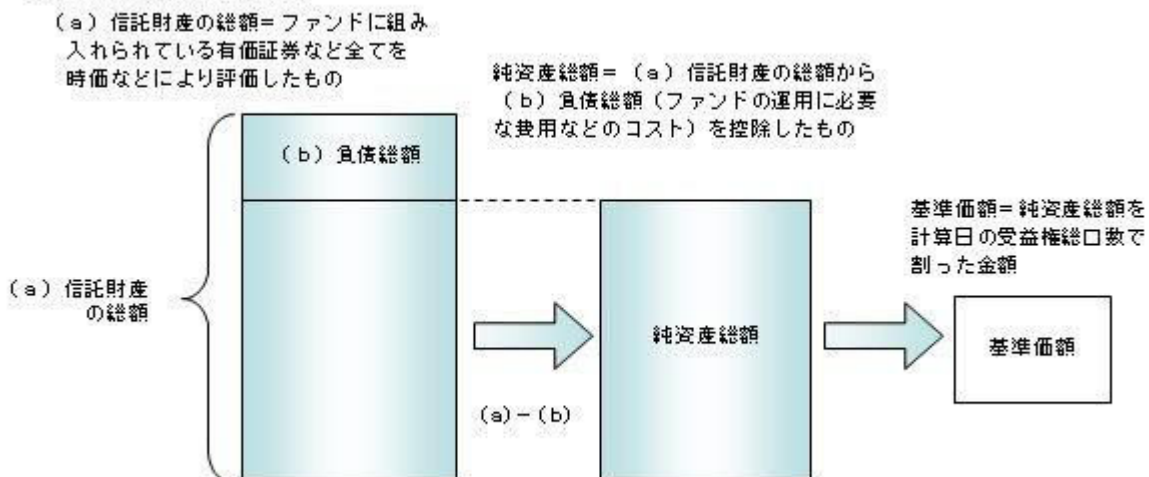 （a）信託財産の総額=ファンドに組み
入れられている有価証券など全てを
時価などにより評価したもの
純資産総額=（a）信託財産の総額から
（b）負債総額（ファンドの運用に必要
な費用などのコスト）を控除したもの
（b）負債総額
基準価額=純資産総額を
計算日の受益権総口数で
割った金額
（a）信託財産
の総額
純資産総額
基準価額
(a)－(b)